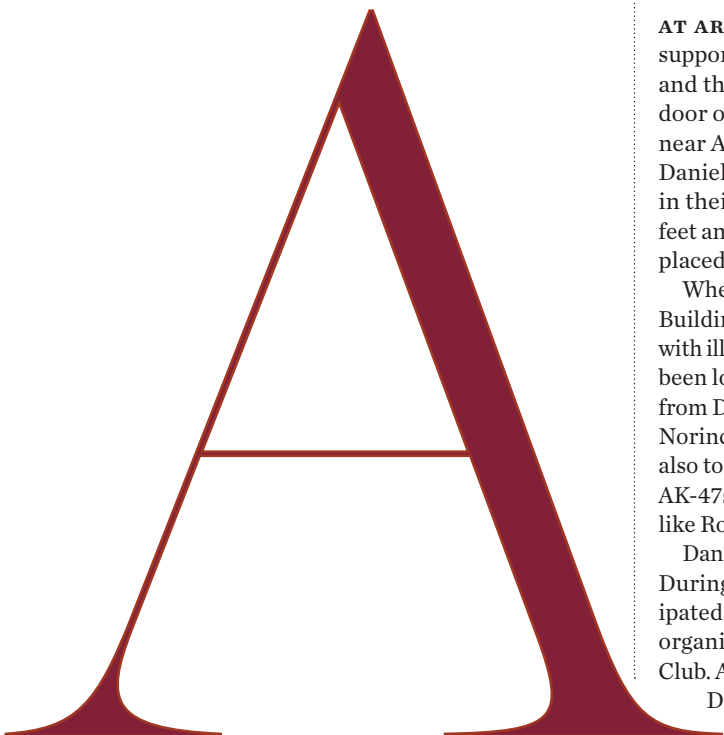 A
AT AR
suppor
and th
door o
near A
Daniel
in thei
feet an
placed
Whe
Buildin
with ill
been lo
from D
Norinc
also to
AK-47s
like Ro
Dan
During
ipated
organi
Club. A
D